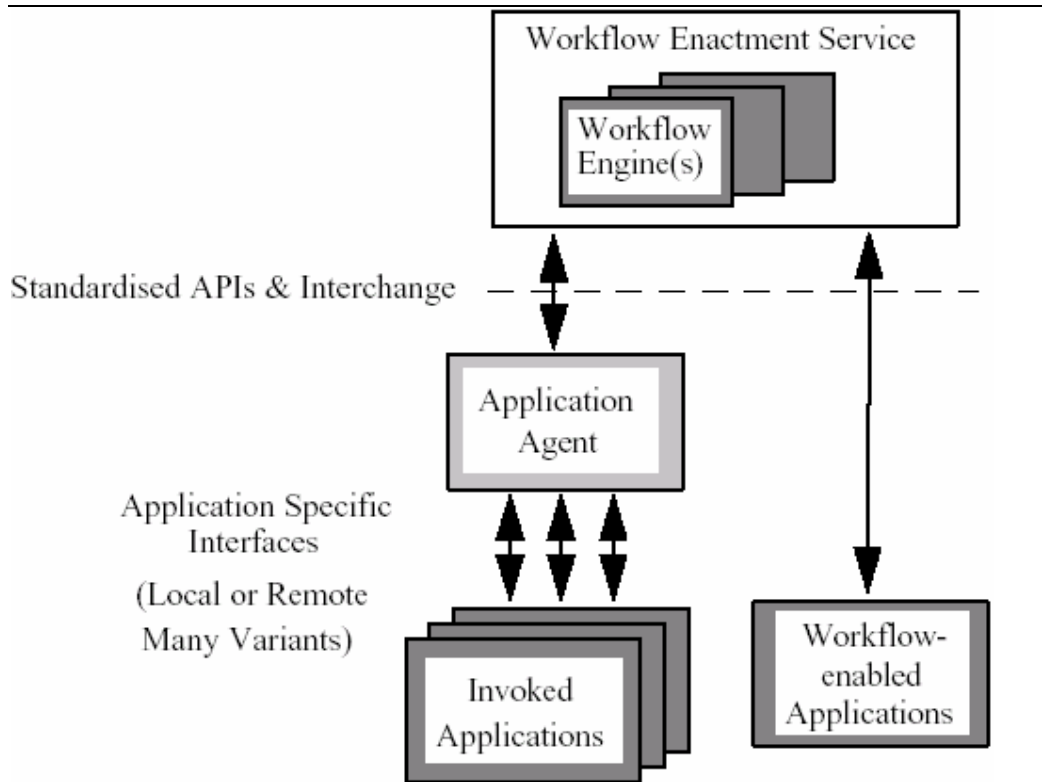 Workflow Enactment Service
Workflow
Engine(s)
Standardised APIs & Interchange
Application
Agent
Application Specific
Interfaces
(Local or Remote
Many Variants)
Invoked
Applications
Workflow-
enabled
Applications